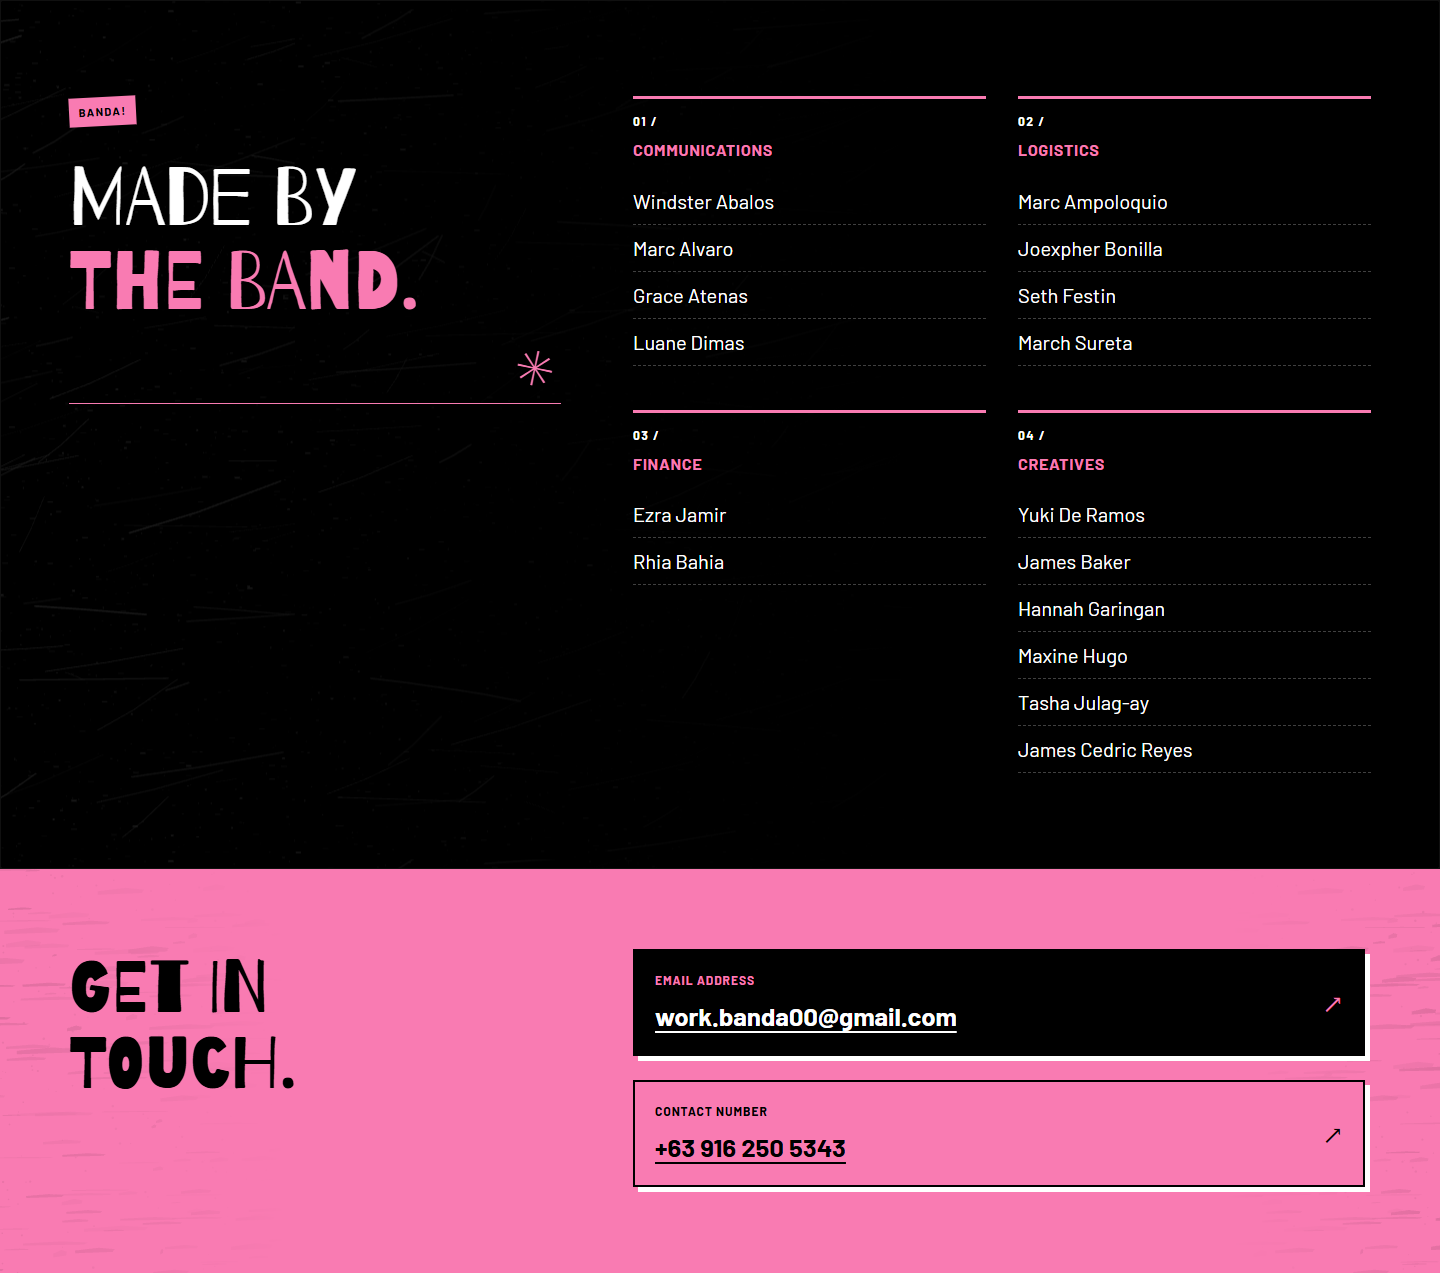 BANDA!
MADE BY
THE BAND.
01 /
COMMUNICATIONS
Windster Abalos
Marc Alvaro
Grace Atenas
Luane Dimas
02 /
LOGISTICS
Marc Ampoloquio
Joexpher Bonilla
Seth Festin
March Sureta
03 /
FINANCE
Ezra Jamir
Rhia Bahia
04 /
CREATIVES
Yuki De Ramos
James Baker
Hannah Garingan
Maxine Hugo
Tasha Julag-ay
James Cedric Reyes
GET IN
TOUCH.
EMAIL ADDRESS
work.banda00@gmail.com
CONTACT NUMBER
+63 916 250 5343